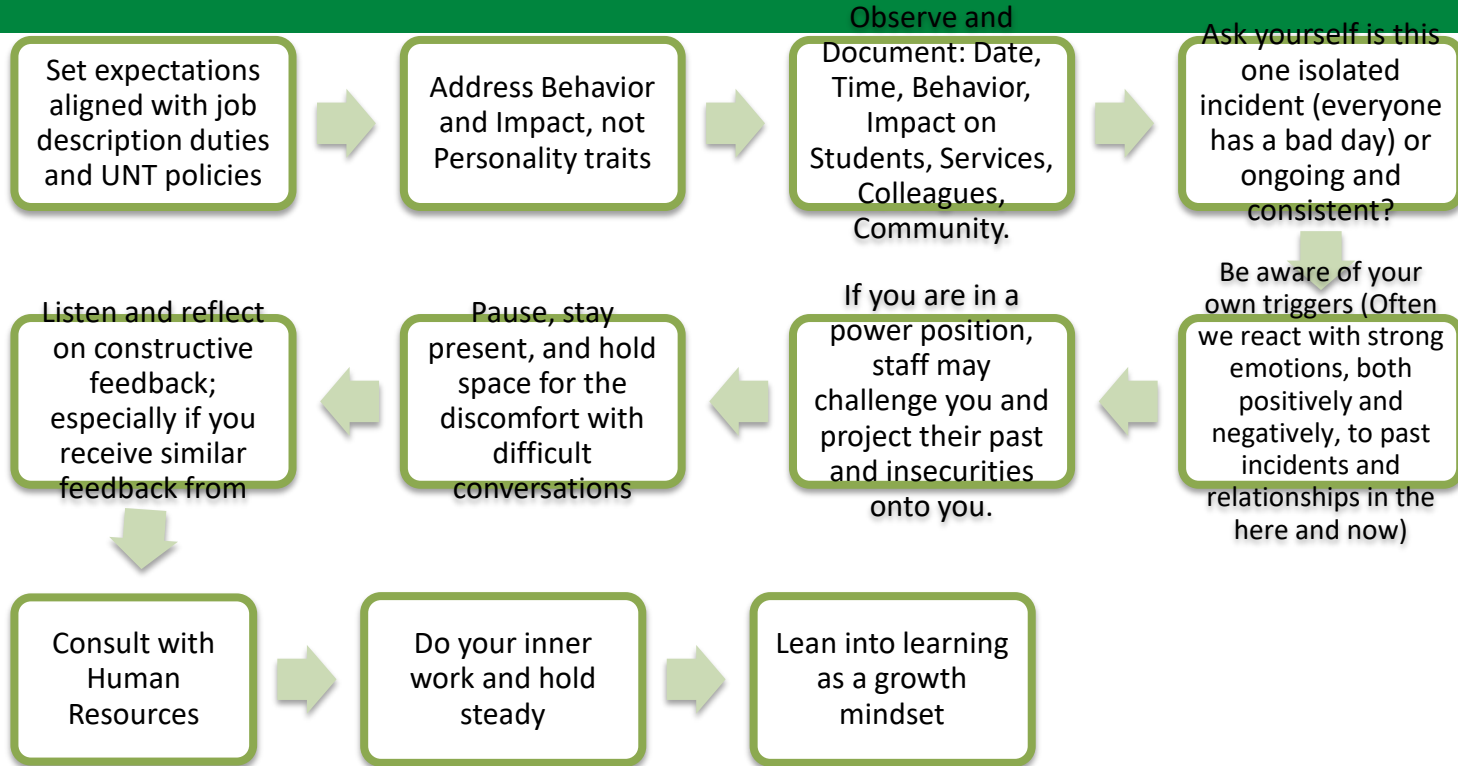 Set expectations
aligned with job
description duties
and UNT policies
Address Behavior
and Impact, not
Personality traits
Observe and
Document: Date,
Time, Behavior,
Impact on
Students, Services,
Colleagues,
Community.
Ask yourself is this
one isolated
incident (everyone
has a bad day) or
ongoing and
consistent?
Be aware of your
own triggers (Often
we react with strong
emotions, both
positively and
negatively, to past
incidents and
relationships in the
here and now)
If you are in a
power position,
staff may
challenge you and
project their past
and insecurities
onto you.
Pause, stay
present, and hold
space for the
discomfort with
difficult
conversations
Listen and reflect
on constructive
feedback;
especially if you
receive similar
feedback from
Consult with
Human
Resources
Do your inner
work and hold
steady
Lean into learning
as a growth
mindset